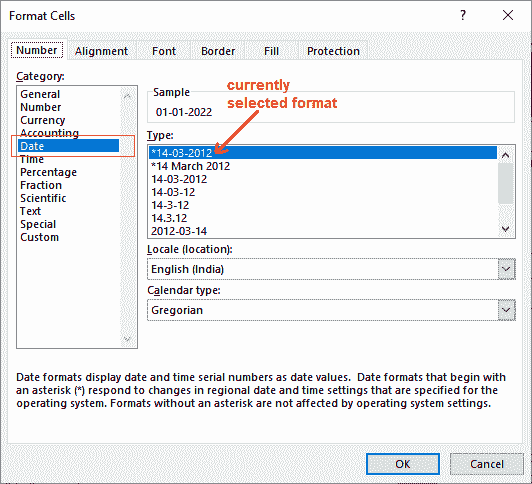 Format Cells
? ×
Number Alignment Font Border Fill Protection
Category:
General
Number
Currency
Accounting
Date
Time
Percentage
Fraction
Scientific
Text
Special
Custom
Sample
01-01-2022
currently
selected format
Type:
*14-03-2012
*14 March 2012
14-03-2012
14-03-12
14-3-12
14.3.12
2012-03-14
Locale (location):
English (India)
Calendar type:
Gregorian
Date formats display date and time serial numbers as date values.  Date formats that begin with
an asterisk (*) respond to changes in regional date and time settings that are specified for the
operating system. Formats without an asterisk are not affected by operating system settings.
OK Cancel